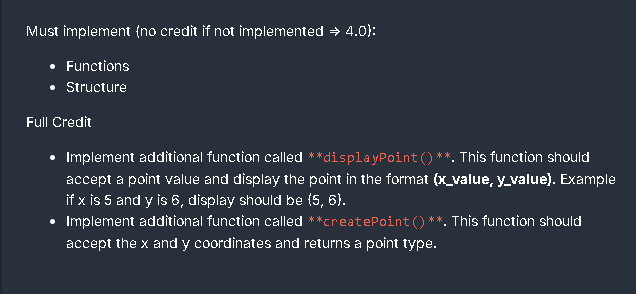 Must implement (no credit if not implemented => 4.0):
• Functions
• Structure
Full Credit
• Implement additional function called **displayPoint()**. This function should
accept a point value and display the point in the format (x_value, y_value). Example
if x is 5 and y is 6, display should be (5, 6).
• Implement additional function called **createPoint()**. This function should
accept the x and y coordinates and returns a point type.